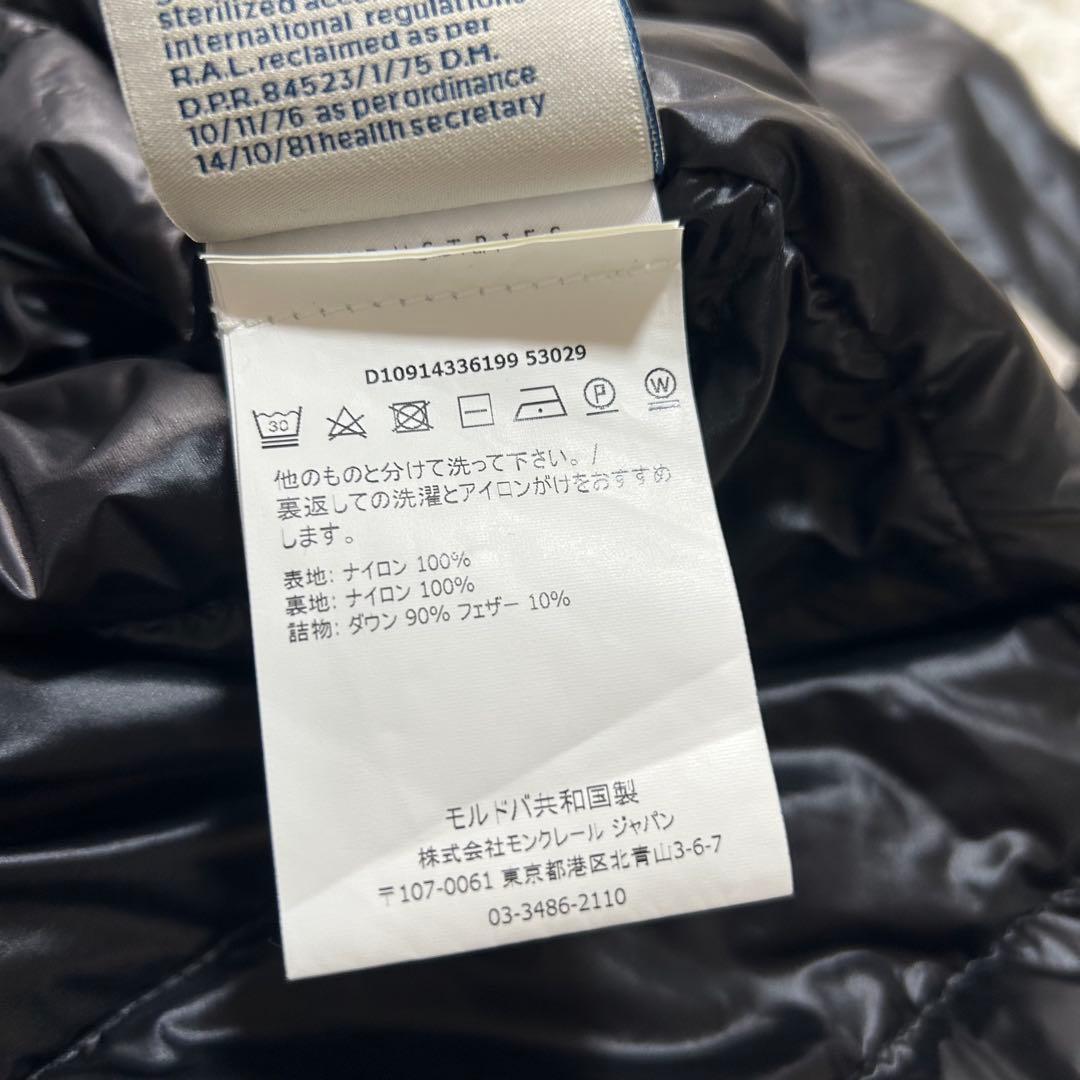 sterilized
international regulations
R.A.L.reclaimed as per
D.P.R. 84523/1/75 D.M.
10/11/76 as per ordinance
14/10/81 health secretary
D10914336199 53029
30 P W
他のものと分けて洗って下さい。/
裏返しての洗濯とアイロンがけをおすすめ
します。
表地: ナイロン 100%
裏地: ナイロン 100%
詰物: ダウン 90% フェザー 10%
モルドバ共和国製
株式会社モンクレール ジャパン
〒107-0061 東京都港区北青山3-6-7
03-3486-2110